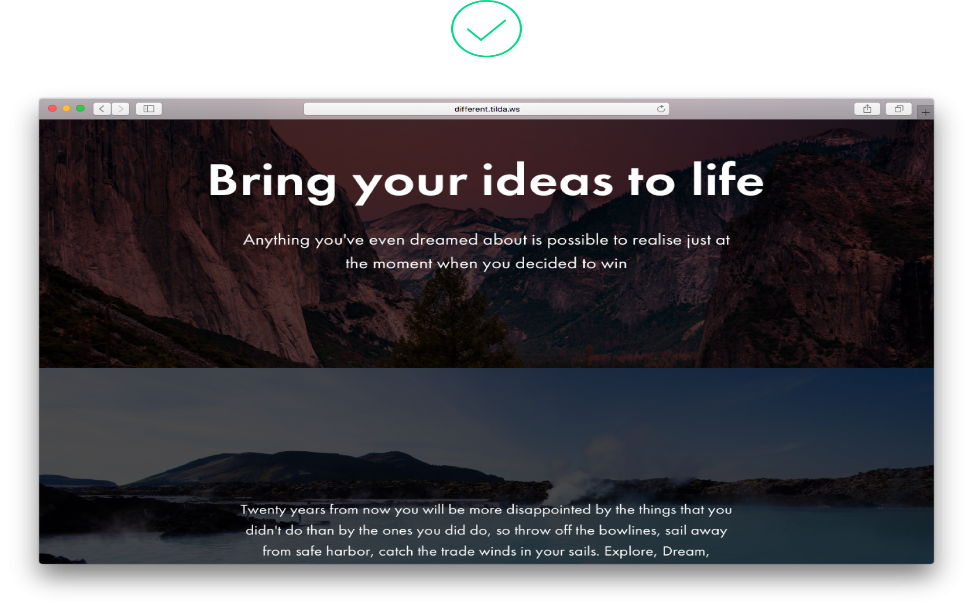 different.tilda.ws
Bring your ideas to life
Anything you've even dreamed about is possible to realise just at
the moment when you decided to win
Twenty years from now you will be more disappointed by the things that you
didn't do than by the ones you did do, so throw off the bowlines, sail away
from safe harbor, catch the trade winds in your sails. Explore, Dream,